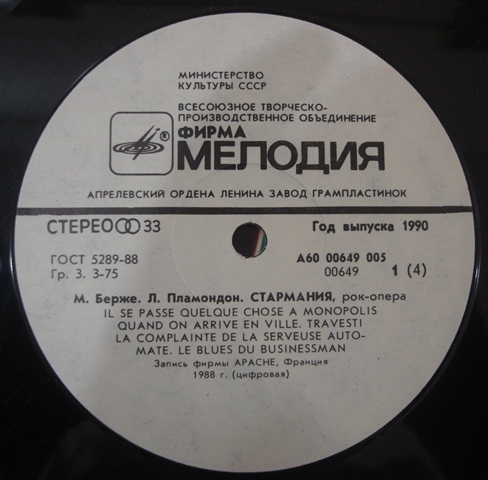 МИНИСТЕРСТВО
КУЛЬТУРЫ СССР
ВСЕСОЮЗНОЕ ТВОРЧЕСКО-
ПРОИЗВОДСТВЕННОЕ ОБЪЕДИНЕНИЕ
ФИРМА
® МЕЛОДИЯ
АПРЕЛЕВСКИЙ ОРДЕНА ЛЕНИНА ЗАВОД ГРАМПЛАСТИНОК
СТЕРЕО 33 Год выпуска 1990
ГОСТ 5289-88 А60 00649 005
Гр. 3. 3-75 00649 1 (4)
М. Берже. Л. Пламондон. СТАРМАНИЯ, рок-опера
IL SE PASSE QUELQUE CHOSE A MONOPOLIS
QUAND ON ARRIVE EN VILLE. TRAVESTI
LA COMPLAINTE DE LA SERVEUSE AUTO-
MATE. LE BLUES DU BUSINESSMAN
Запись фирмы APACHE, Франция
1988 г. (цифровая)